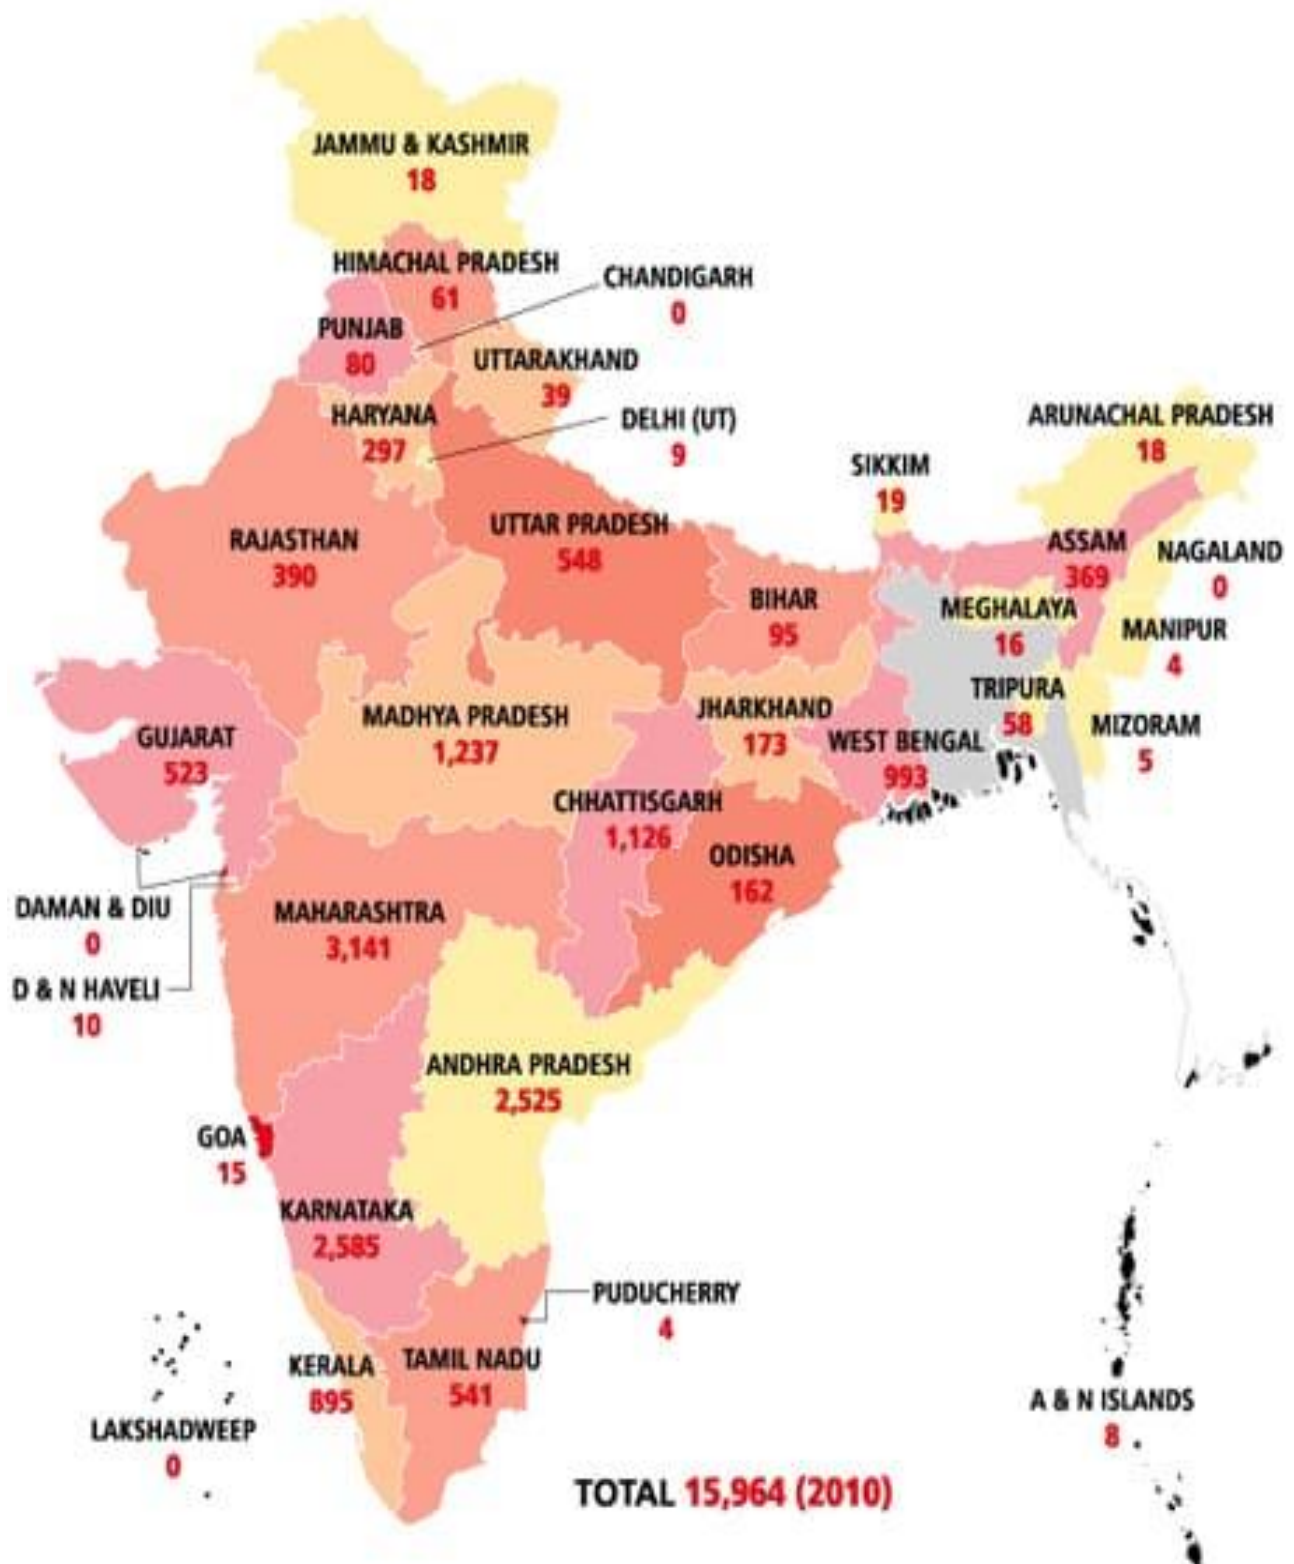 JAMMU & KASHMIR
18
HIMACHAL PRADESH
61
CHANDIGARH
0
PUNJAB
80
UTTARAKHAND
39
HARYANA
297
DELHI (UT)
9
ARUNACHAL PRADESH
18
SIKKIM
19
RAJASTHAN
390
UTTAR PRADESH
548
ASSAM
369
NAGALAND
0
BIHAR
95
MEGHALAYA
16
MANIPUR
4
GUJARAT
523
MADHYA PRADESH
1,237
JHARKHAND
173
TRIPURA
58
WEST BENGAL
993
MIZORAM
5
CHHATTISGARH
1,126
ODISHA
162
DAMAN & DIU
0
MAHARASHTRA
3,141
D & N HAVELI
10
ANDHRA PRADESH
2,525
GOA
15
KARNATAKA
2,585
PUDUCHERRY
4
KERALA
895
TAMIL NADU
541
LAKSHADWEEP
0
A & N ISLANDS
8
TOTAL 15,964 (2010)